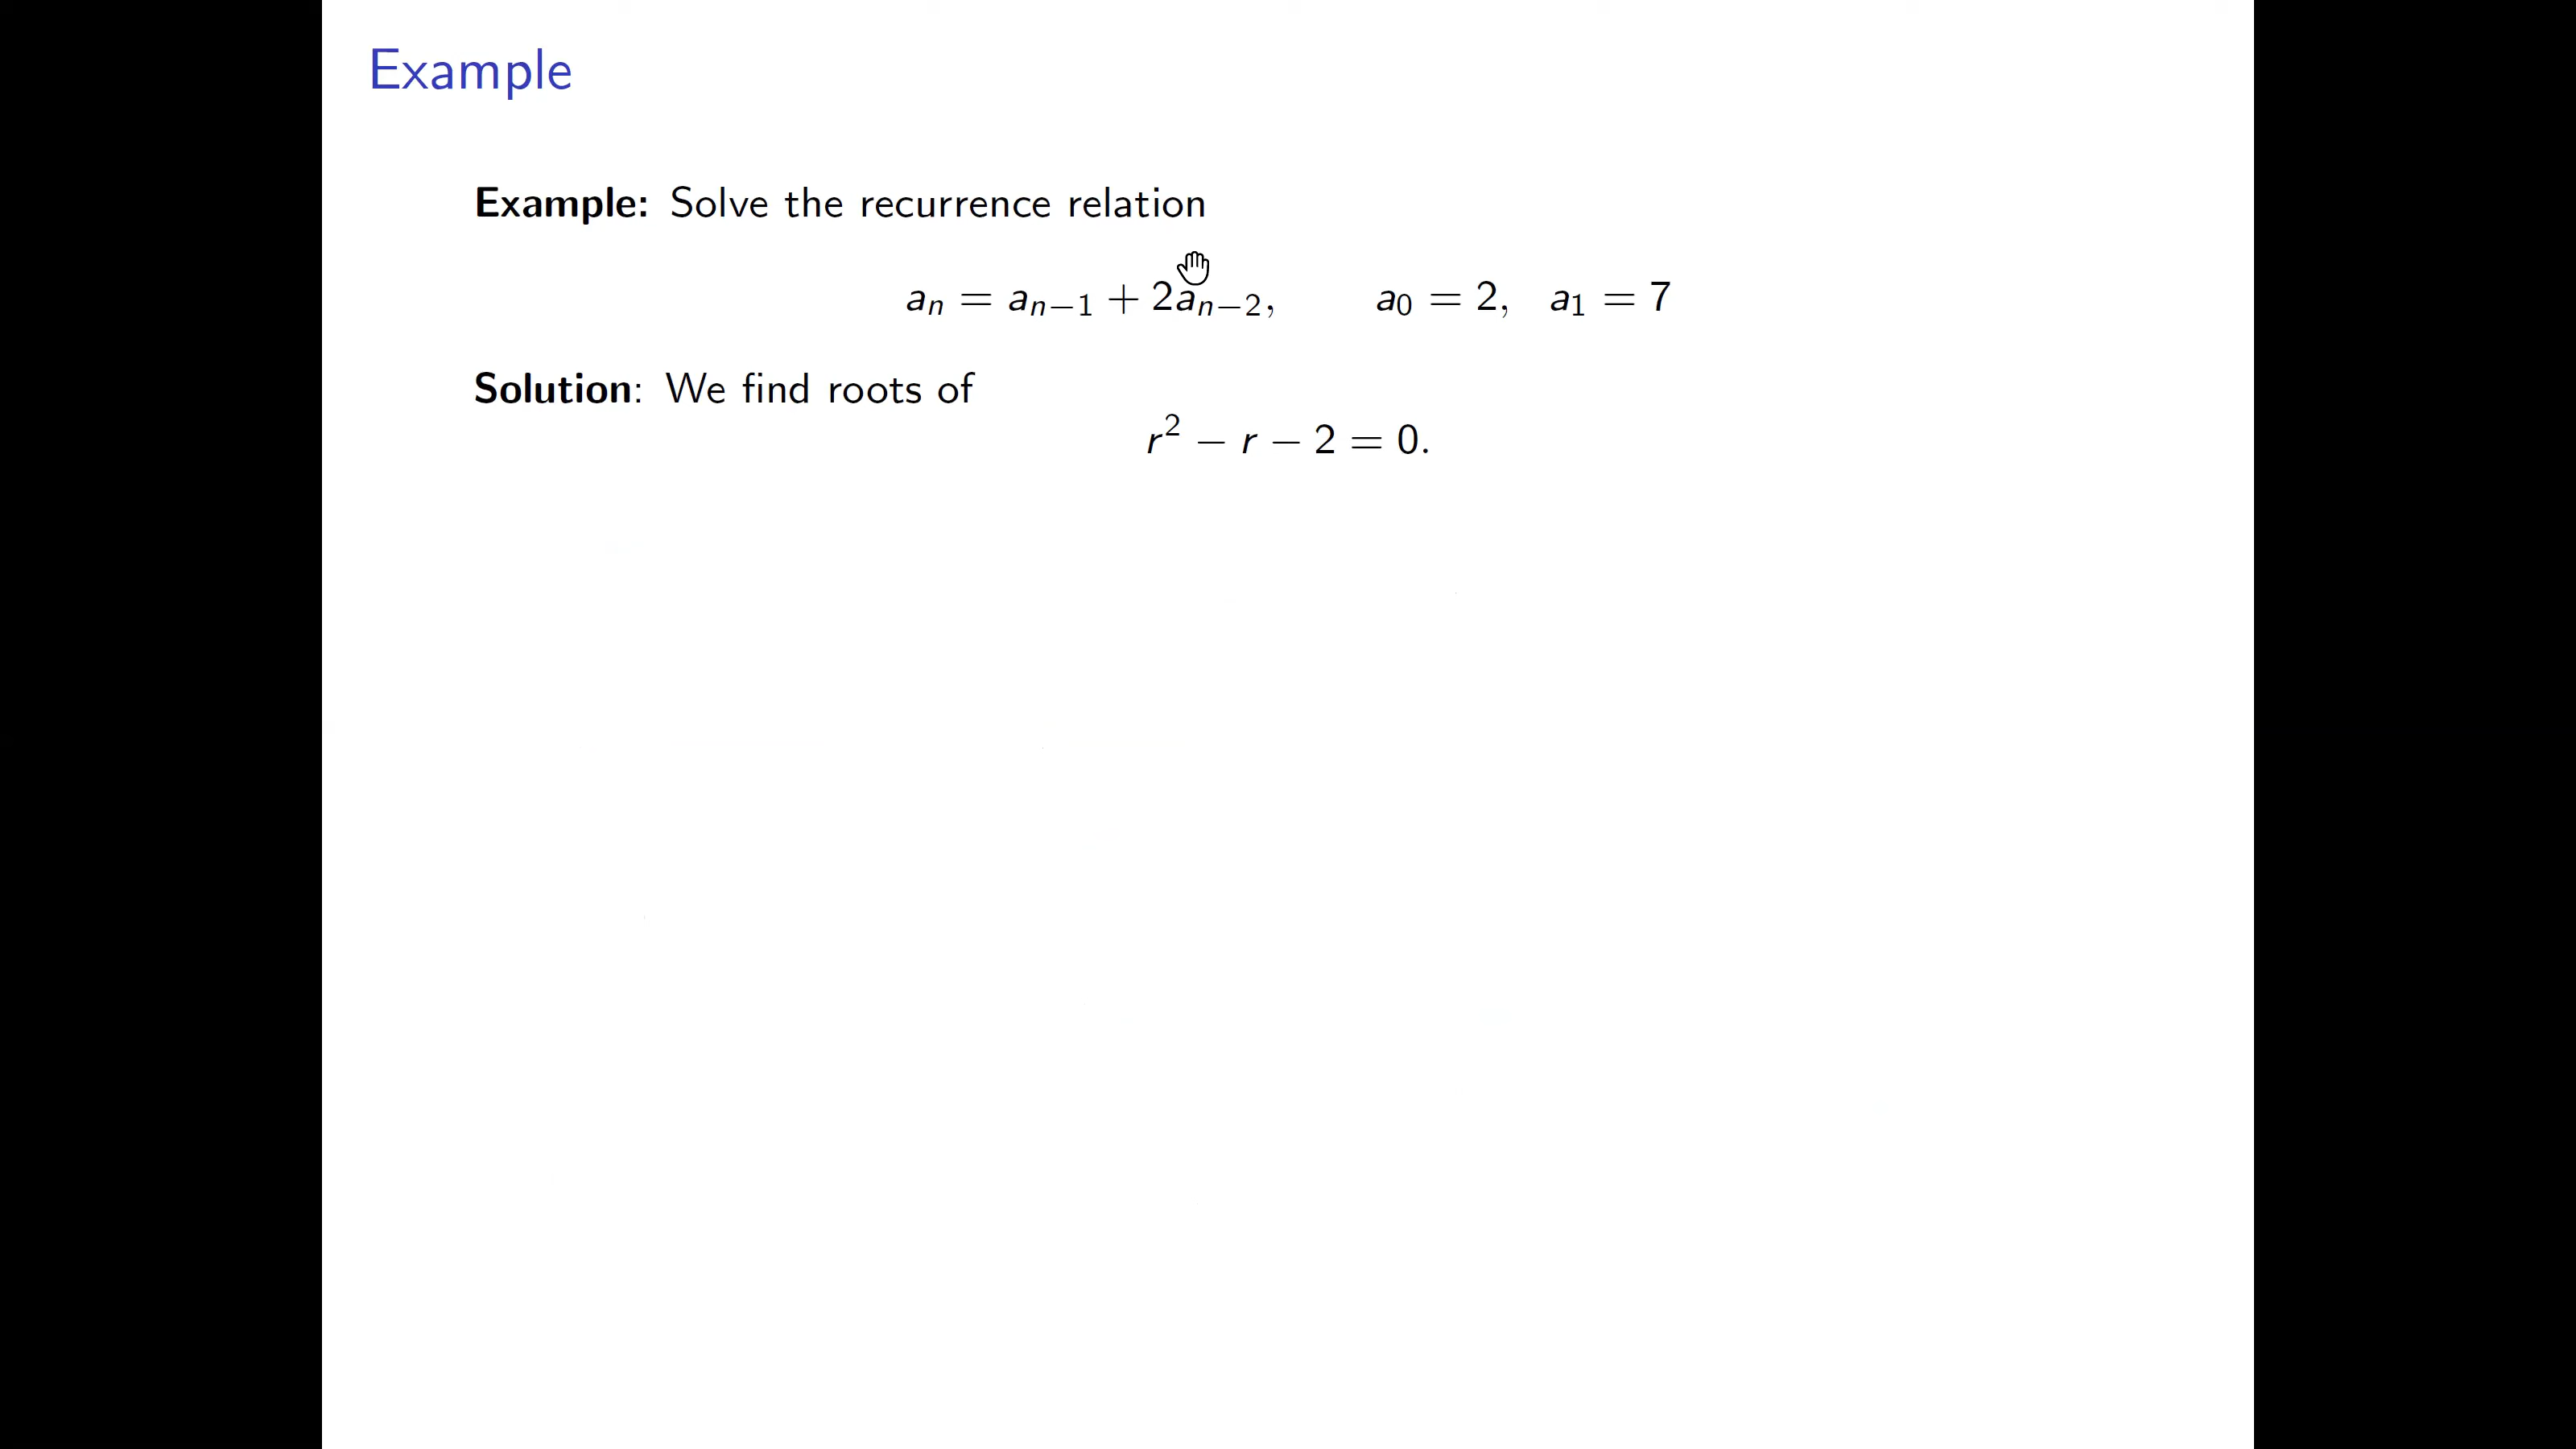 Example
Example: Solve the recurrence relation
aₙ = aₙ₋₁ + 2aₙ₋₂, a₀ = 2, a₁ = 7
Solution: We find roots of
r² − r − 2 = 0.